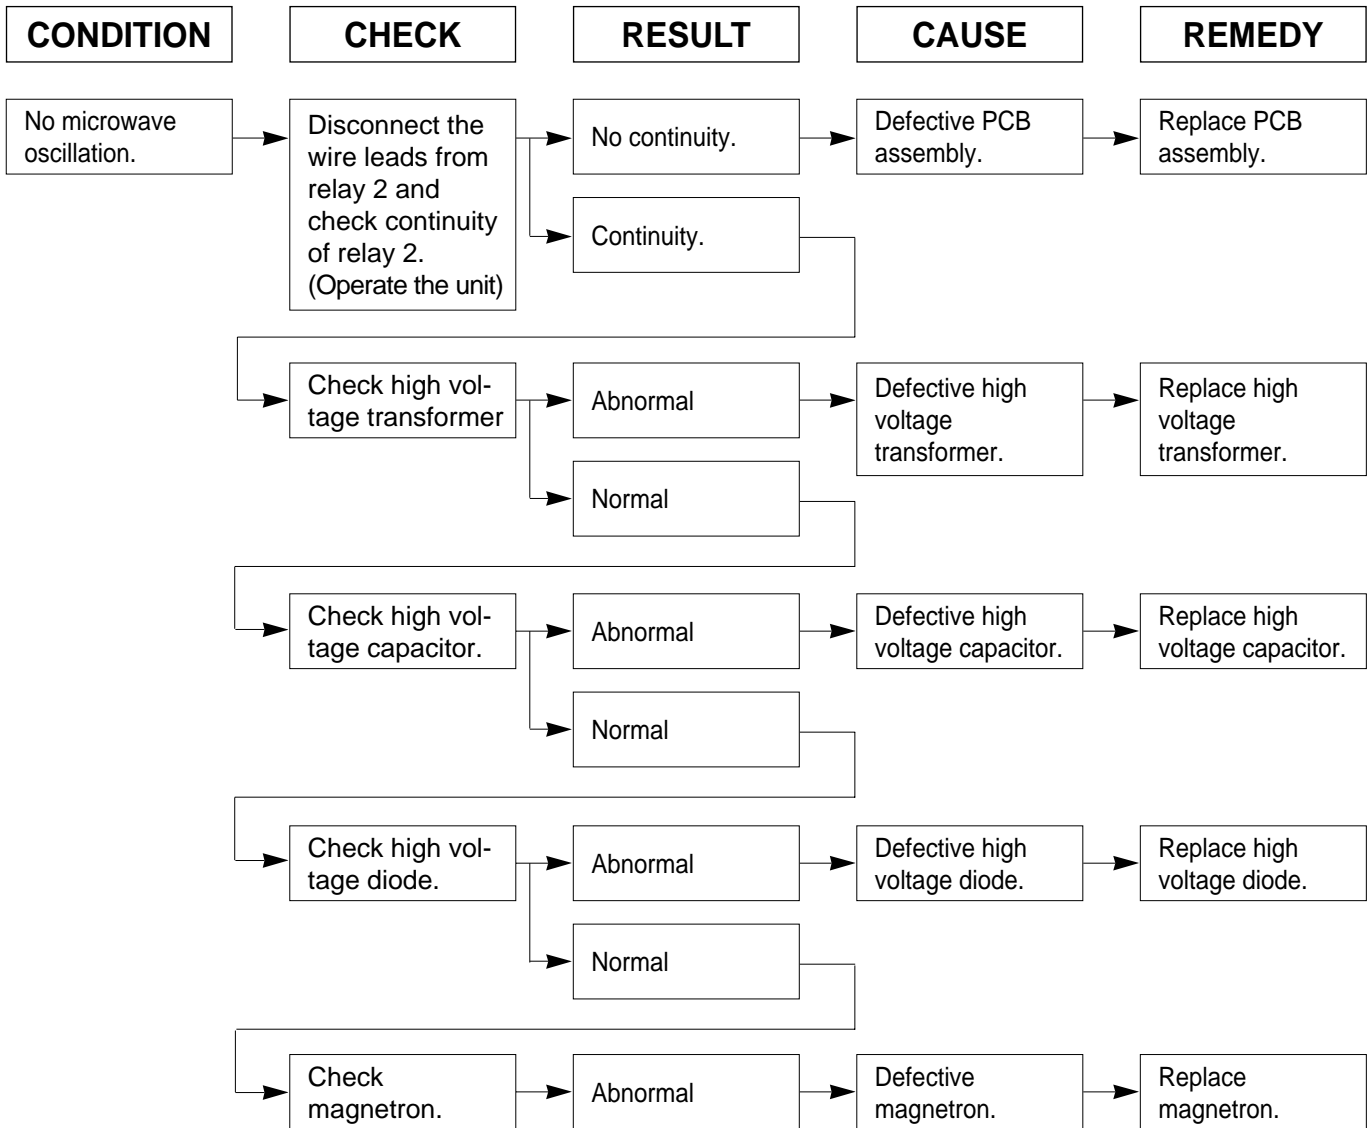 CONDITION
CHECK
RESULT
CAUSE
REMEDY
No microwave
oscillation.
Disconnect the
wire leads from
relay 2 and
check continuity
of relay 2.
(Operate the unit)
No continuity.
Defective PCB
assembly.
Replace PCB
assembly.
Continuity.
Check high vol-
tage transformer
Abnormal
Defective high
voltage
transformer.
Replace high
voltage
transformer.
Normal
Check high vol-
tage capacitor.
Abnormal
Defective high
voltage capacitor.
Replace high
voltage capacitor.
Normal
Check high vol-
tage diode.
Abnormal
Defective high
voltage diode.
Replace high
voltage diode.
Normal
Check
magnetron.
Abnormal
Defective
magnetron.
Replace
magnetron.